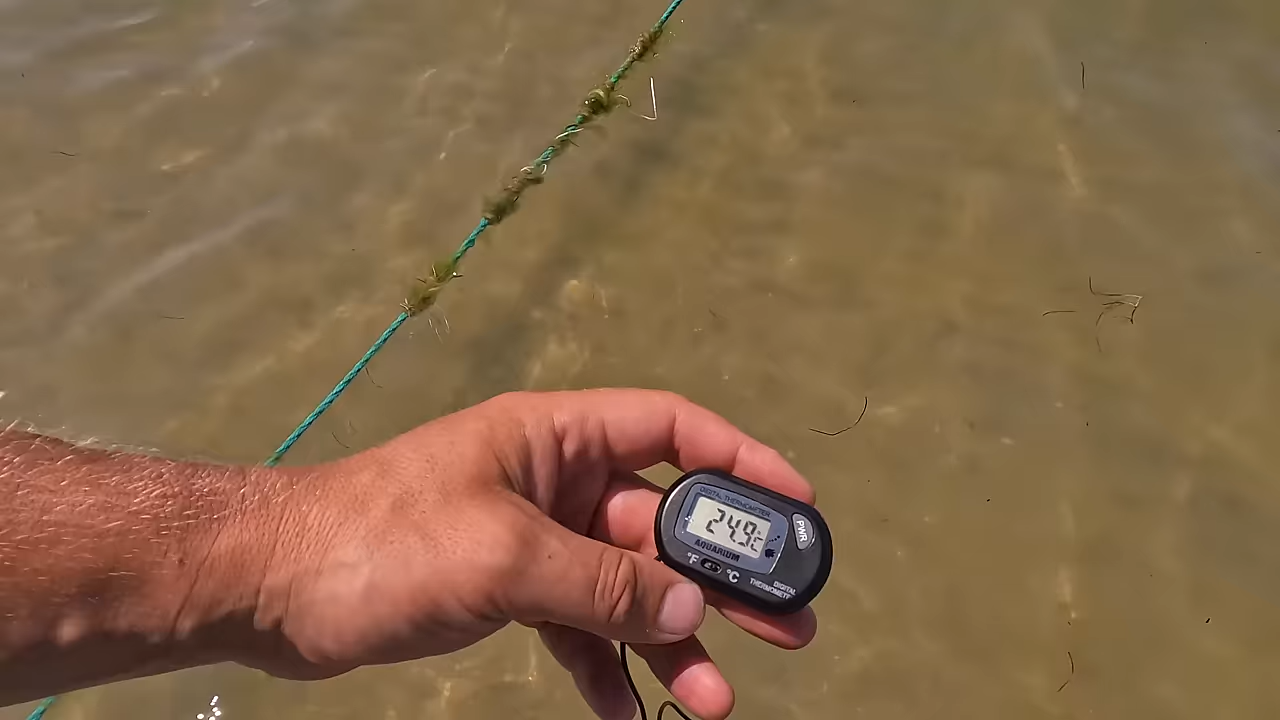 DIGITAL THERMOMETER
24.9°C
PWR
AQUARIUM
°F °C
DIGITAL
THERMOMETER